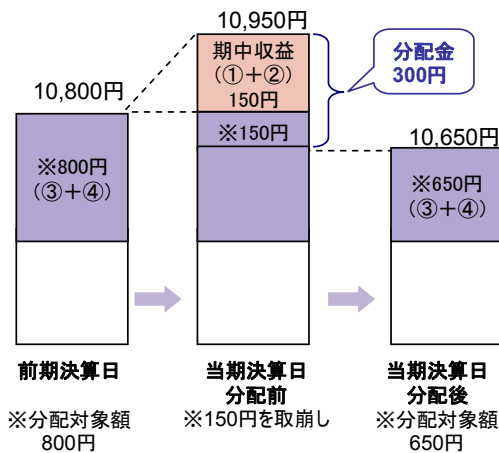 10,950円
期中収益
（①＋②）
150円
分配金
300円
10,800円
※150円
10,650円
※800円
（③＋④）
※650円
（③＋④）
前期決算日
当期決算日
分配前
当期決算日
分配後
※分配対象額
800円
※150円を取崩し
※分配対象額
650円